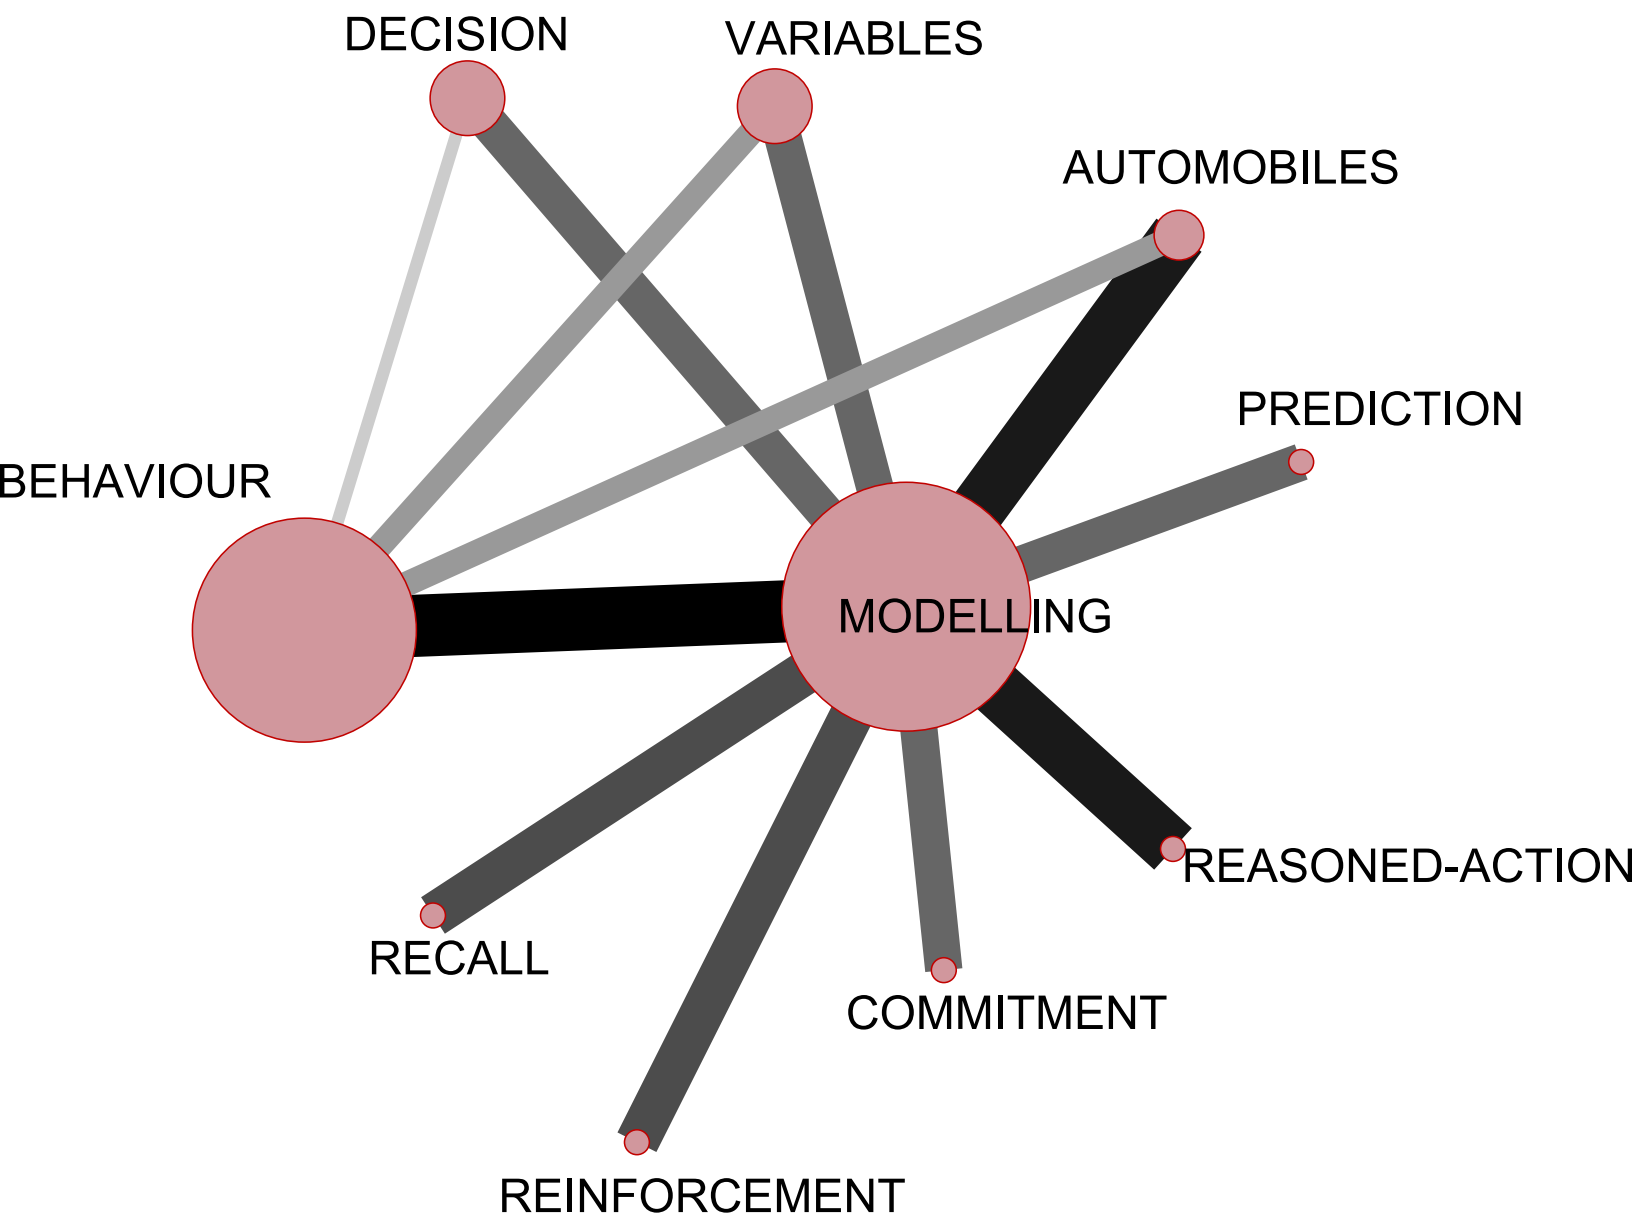 DECISION
VARIABLES
AUTOMOBILES
PREDICTION
BEHAVIOUR
MODELLING
REASONED-ACTION
RECALL
COMMITMENT
REINFORCEMENT